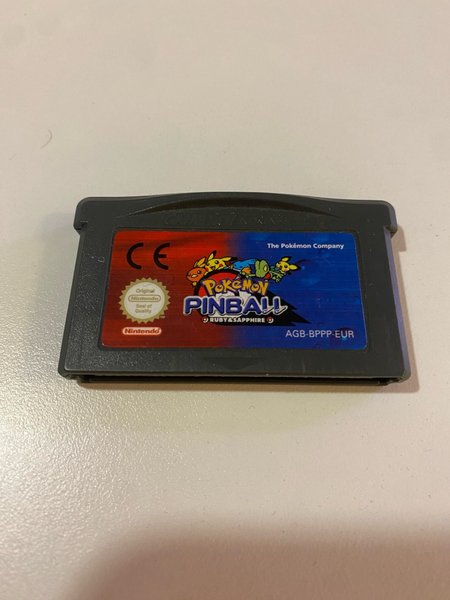 CE
The Pokémon Company
Original
Nintendo
Seal of
Quality
POKéMON
PINBALL
RUBY & SAPPHIRE
Nintendo
AGB-BPPP-EUR